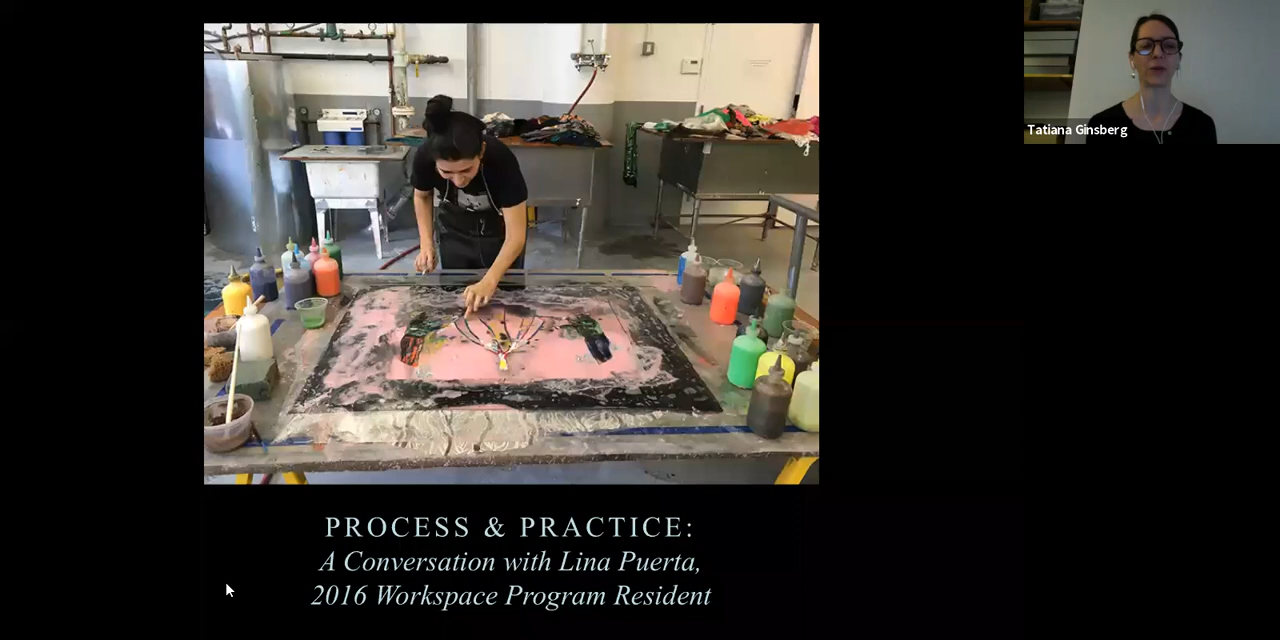 Tatiana Ginsberg
PROCESS & PRACTICE:
A Conversation with Lina Puerta,
2016 Workspace Program Resident